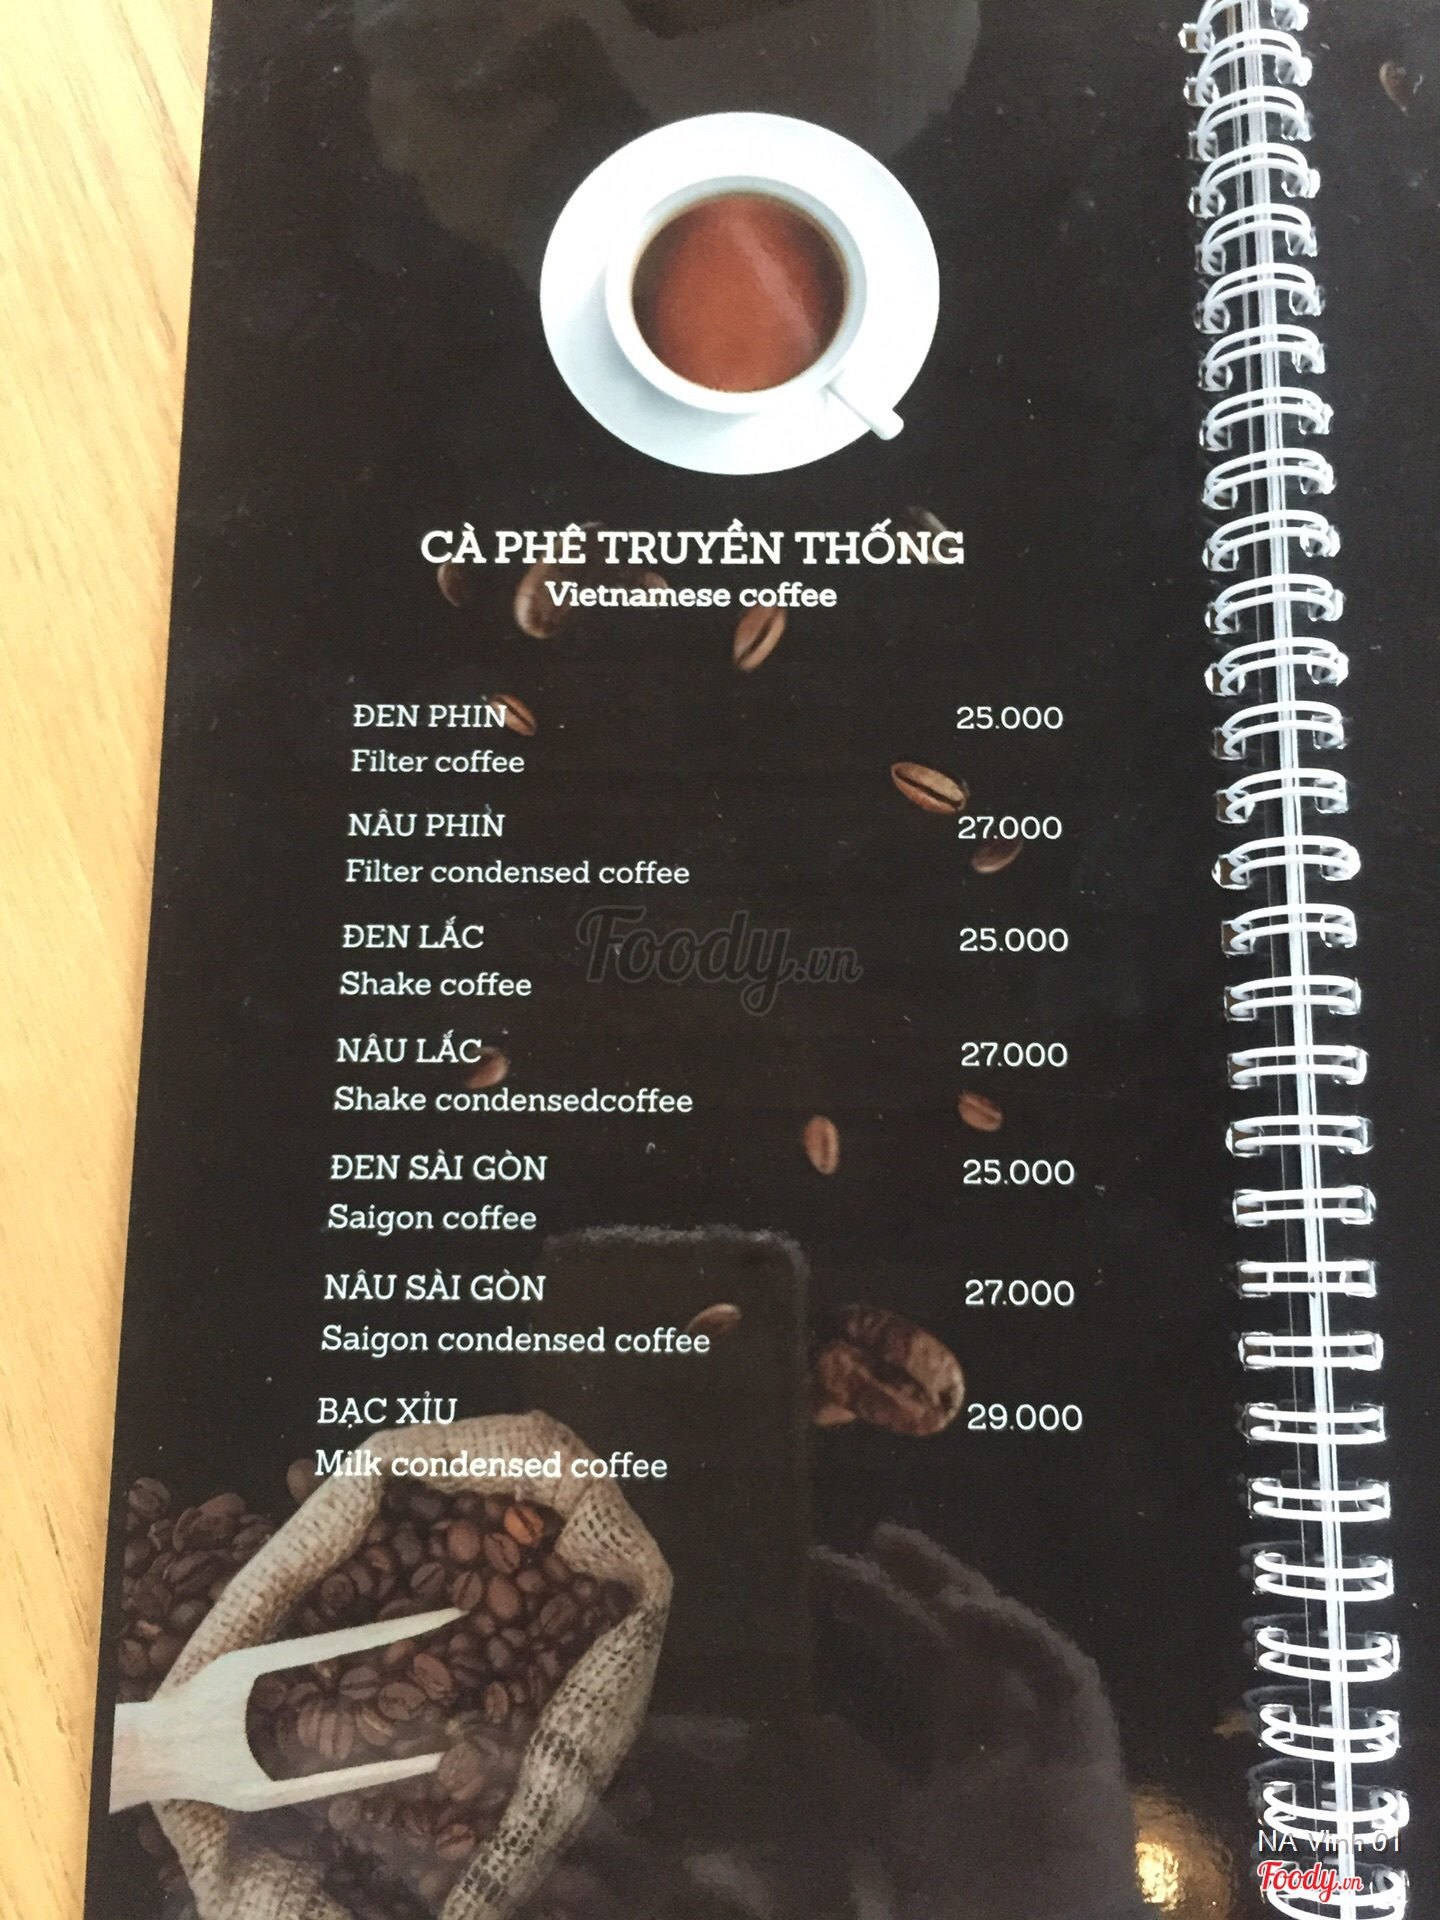 CÀ PHÊ TRUYỀN THỐNG
Vietnamese coffee
ĐEN PHIN 25.000
Filter coffee
NÂU PHIN 27.000
Filter condensed coffee
ĐEN LẮC 25.000
Shake coffee
NÂU LẮC 27.000
Shake condensedcoffee
ĐEN SÀI GÒN 25.000
Saigon coffee
NÂU SÀI GÒN 27.000
Saigon condensed coffee
BẠC XỈU 29.000
Milk condensed coffee
Foody.vn
NA Vinh 01
Foody.vn